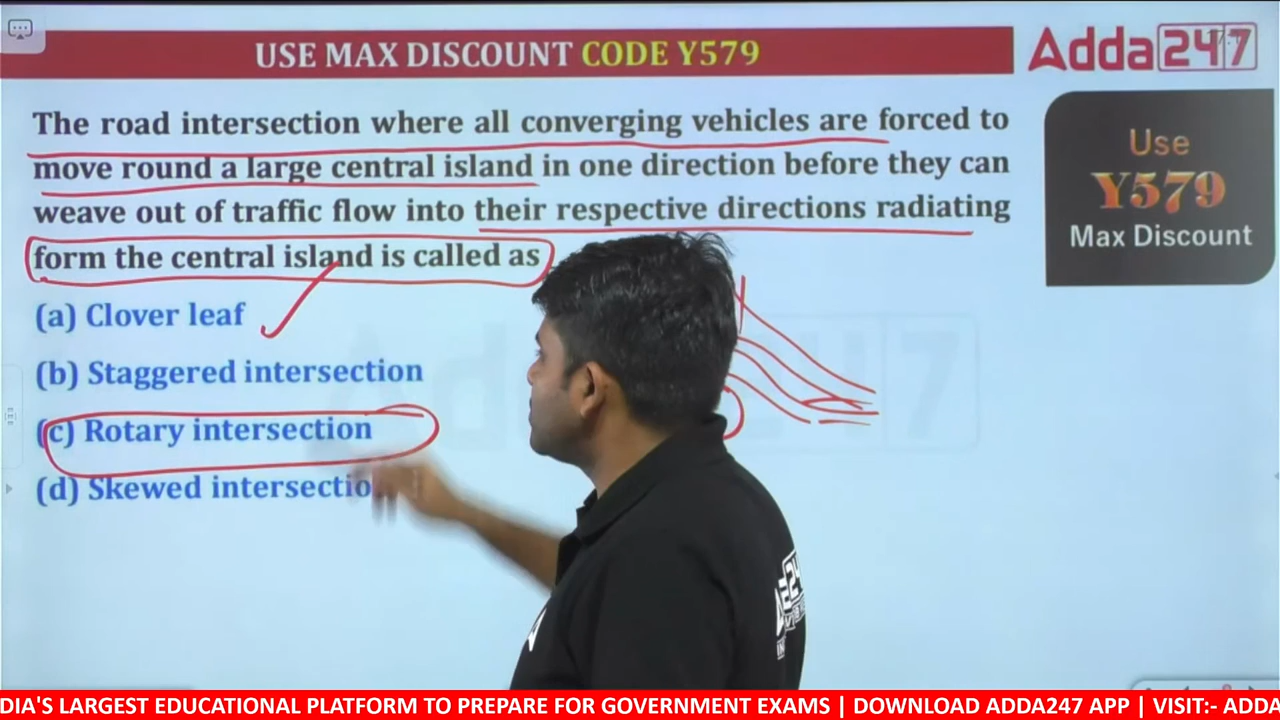 USE MAX DISCOUNT CODE Y579
Adda247
The road intersection where all converging vehicles are forced to
move round a large central island in one direction before they can
weave out of traffic flow into their respective directions radiating
form the central island is called as
(a) Clover leaf
(b) Staggered intersection
(c) Rotary intersection
(d) Skewed intersectio
Use
Y579
Max Discount
DIA'S LARGEST EDUCATIONAL PLATFORM TO PREPARE FOR GOVERNMENT EXAMS | DOWNLOAD ADDA247 APP | VISIT:- ADDA